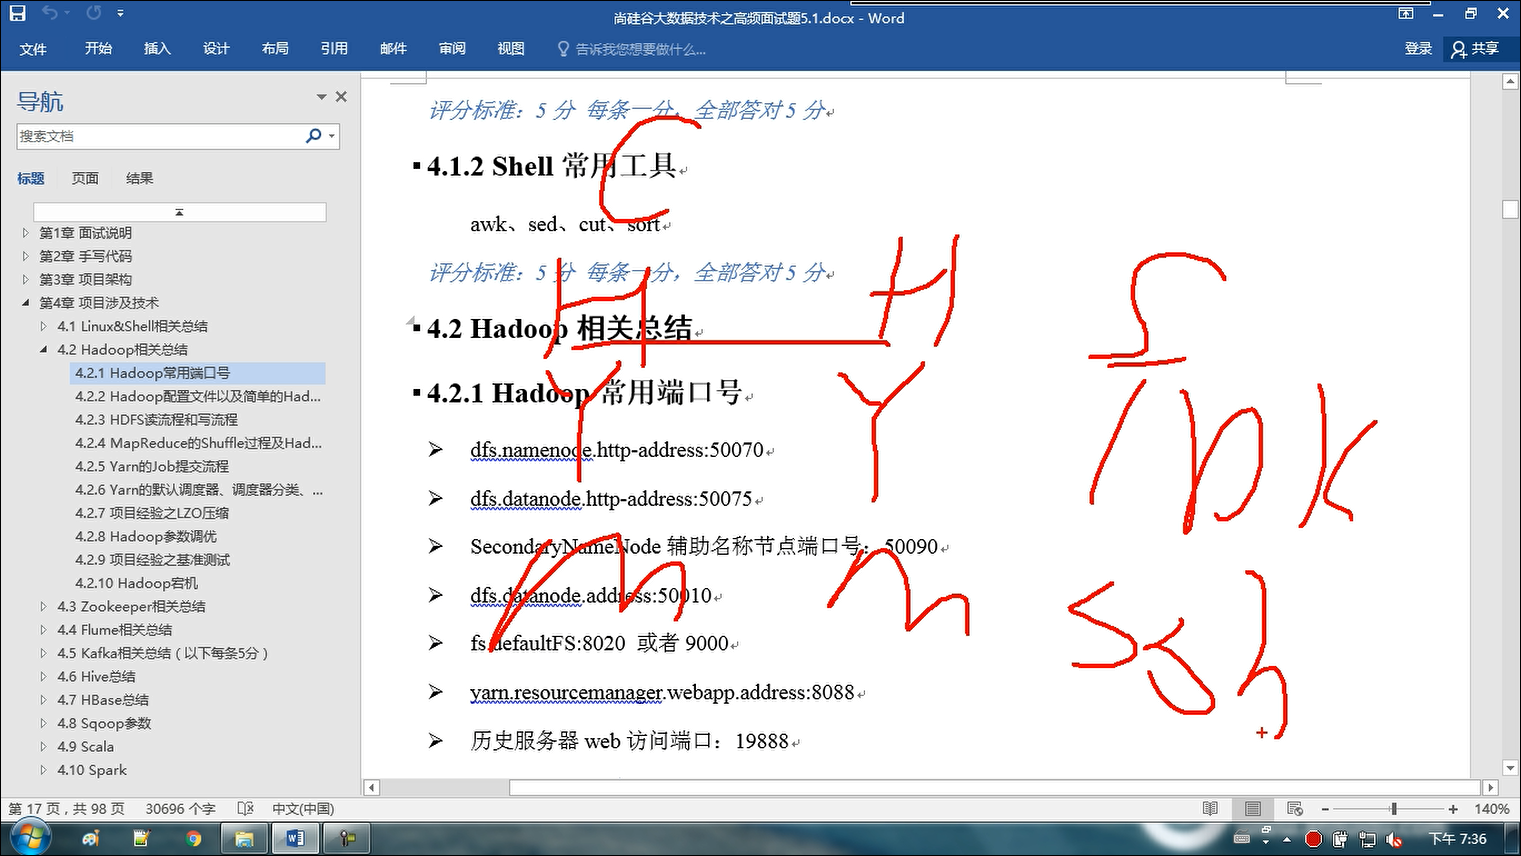 尚硅谷大数据技术之高频面试题5.1.docx - Word
文件 开始 插入 设计 布局 引用 邮件 审阅 视图 告诉我您想要做什么... 登录 共享
导航
搜索文档
标题 页面 结果
第1章 面试说明
第2章 手写代码
第3章 项目架构
第4章 项目涉及技术
4.1 Linux&Shell相关总结
4.2 Hadoop相关总结
4.2.1 Hadoop常用端口号
4.2.2 Hadoop配置文件以及简单的Had...
4.2.3 HDFS读流程和写流程
4.2.4 MapReduce的Shuffle过程及Had...
4.2.5 Yarn的Job提交流程
4.2.6 Yarn的默认调度器、调度器分类、...
4.2.7 项目经验之LZO压缩
4.2.8 Hadoop参数调优
4.2.9 项目经验之基准测试
4.2.10 Hadoop宕机
4.3 Zookeeper相关总结
4.4 Flume相关总结
4.5 Kafka相关总结（以下每条5分）
4.6 Hive总结
4.7 HBase总结
4.8 Sqoop参数
4.9 Scala
4.10 Spark
评分标准：5 分 每条一分，全部答对 5 分
4.1.2 Shell 常用工具
awk、sed、cut、sort
评分标准：5 分 每条一分，全部答对 5 分
4.2 Hadoop 相关总结
4.2.1 Hadoop 常用端口号
dfs.namenode.http-address:50070
dfs.datanode.http-address:50075
SecondaryNameNode 辅助名称节点端口号：50090
dfs.datanode.address:50010
fs.defaultFS:8020 或者 9000
yarn.resourcemanager.webapp.address:8088
历史服务器 web 访问端口：19888
C
H H S
Y Y
m m
第 17 页，共 98 页 30696 个字 中文(中国) 140%
下午 7:36